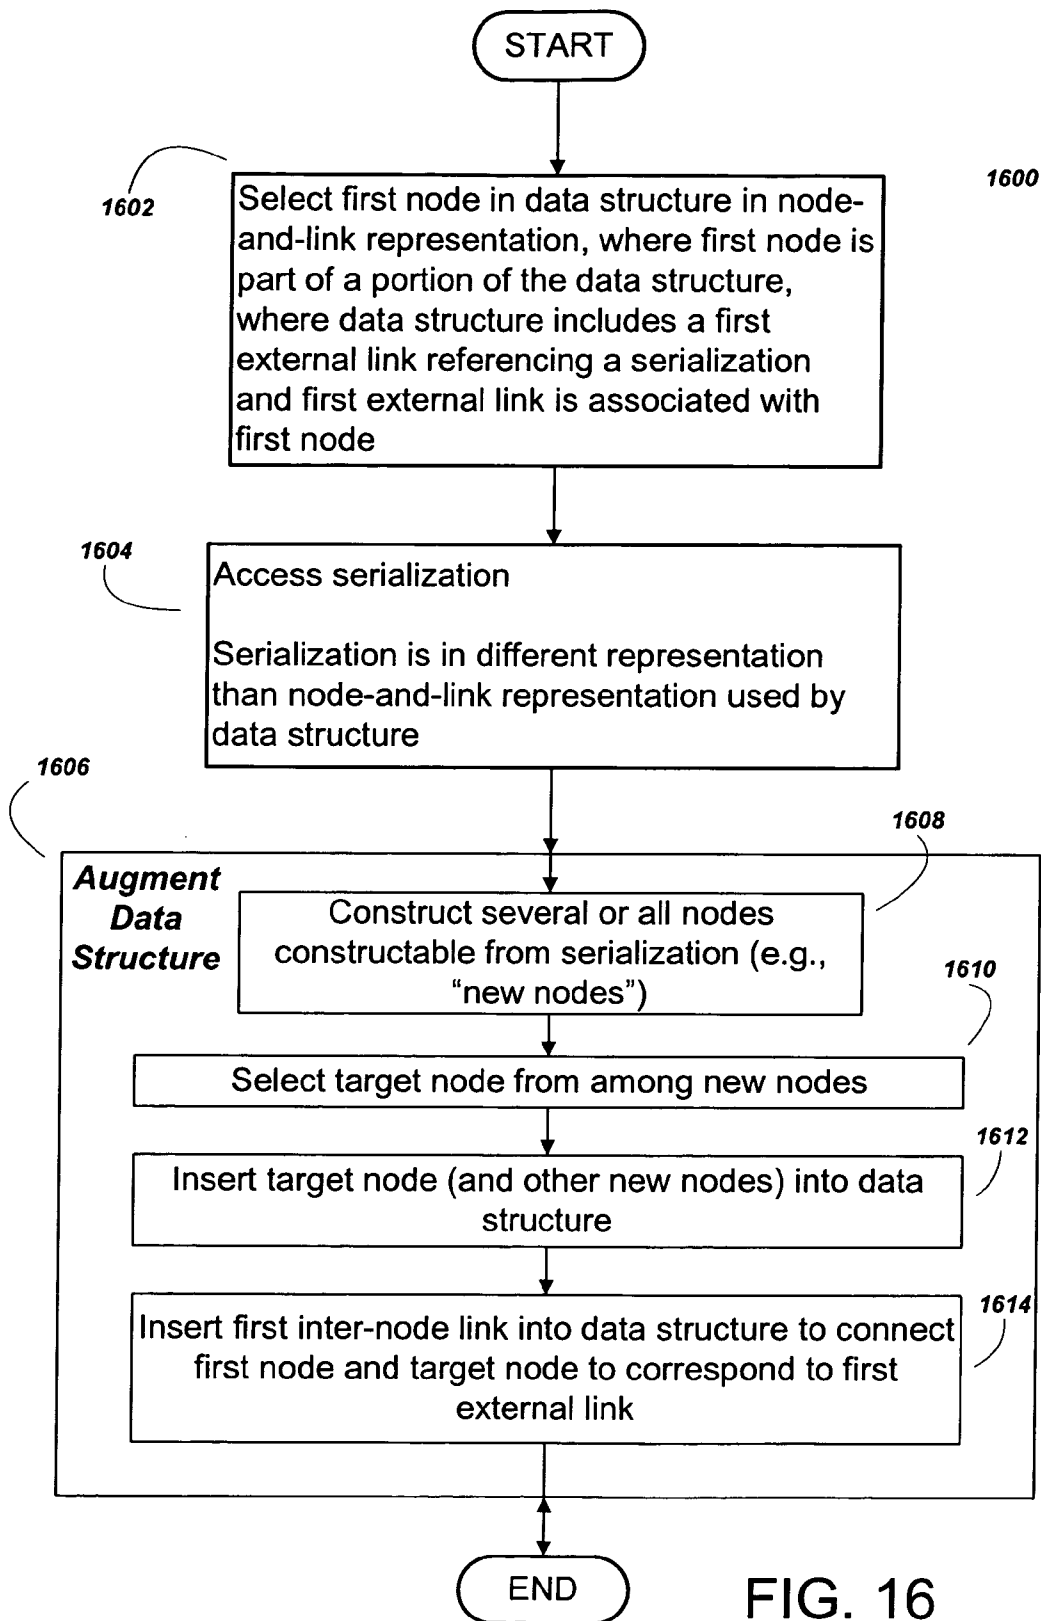 START
1600
1602
Select first node in data structure in node-
and-link representation, where first node is
part of a portion of the data structure,
where data structure includes a first
external link referencing a serialization
and first external link is associated with
first node
1604
Access serialization
Serialization is in different representation
than node-and-link representation used by
data structure
1606
Augment
Data
Structure
1608
Construct several or all nodes
constructable from serialization (e.g.,
“new nodes”)
1610
Select target node from among new nodes
1612
Insert target node (and other new nodes) into data
structure
1614
Insert first inter-node link into data structure to connect
first node and target node to correspond to first
external link
END
FIG. 16